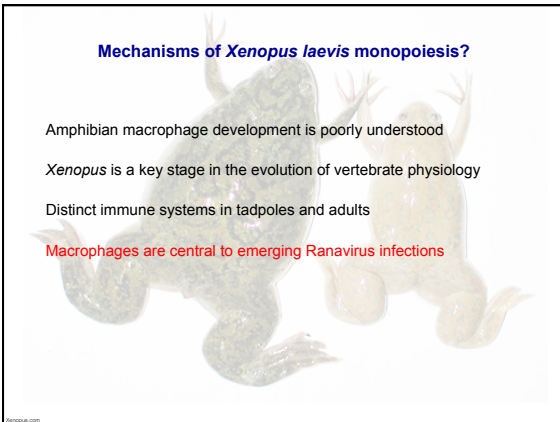 Mechanisms of Xenopus laevis monopoiesis?
Amphibian macrophage development is poorly understood
Xenopus is a key stage in the evolution of vertebrate physiology
Distinct immune systems in tadpoles and adults
Macrophages are central to emerging Ranavirus infections
Xenopus.com